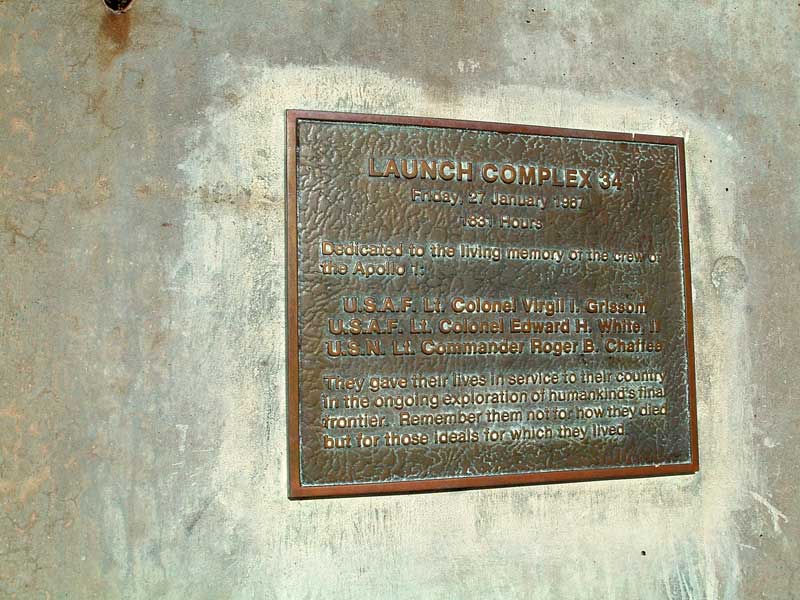 LAUNCH COMPLEX 34
Friday, 27 January 1967
1831 Hours
Dedicated to the living memory of the crew of
the Apollo 1:
U.S.A.F. Lt. Colonel Virgil I. Grissom
U.S.A.F. Lt. Colonel Edward H. White, II
U.S.N. Lt. Commander Roger B. Chaffee
They gave their lives in service to their country
in the ongoing exploration of humankind's final
frontier. Remember them not for how they died
but for those ideals for which they lived.